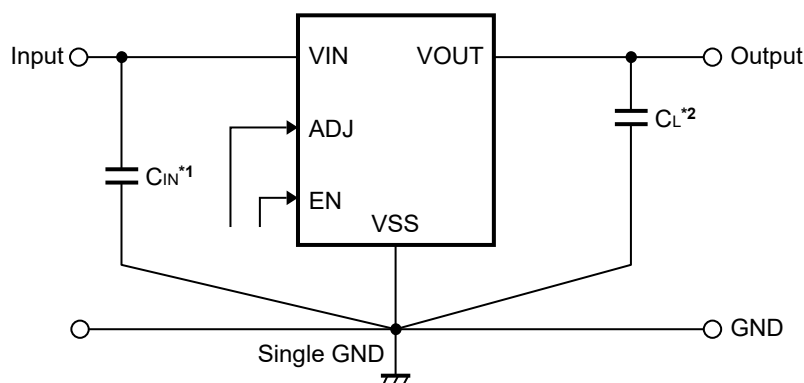 Input
VIN
VOUT
Output
ADJ
CL*2
CIN*1
EN
VSS
Single GND
GND